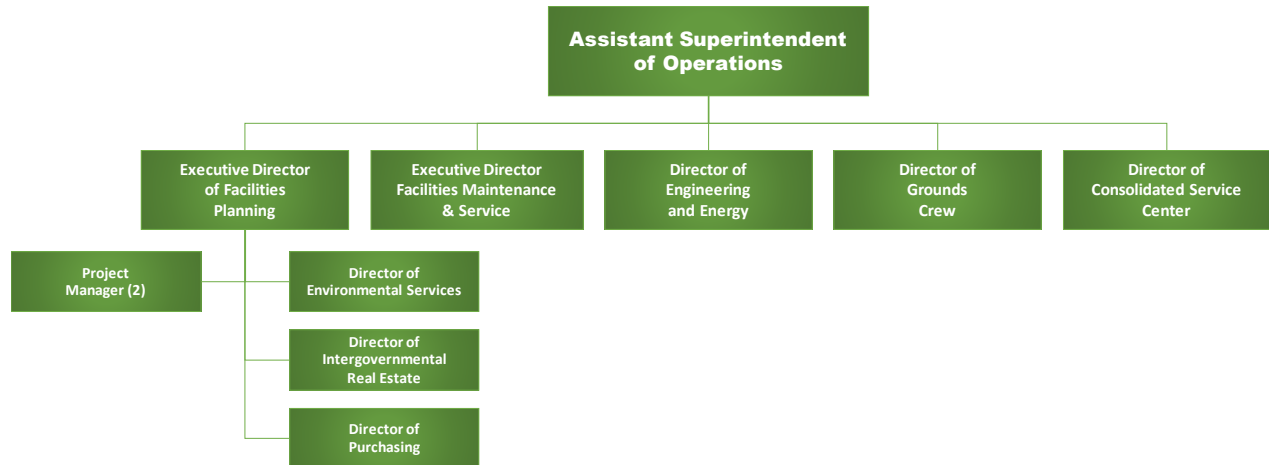 Assistant Superintendent
of Operations
Executive Director
of Facilities
Planning
Executive Director
Facilities Maintenance
& Service
Director of
Engineering
and Energy
Director of
Grounds
Crew
Director of
Consolidated Service
Center
Project
Manager (2)
Director of
Environmental Services
Director of
Intergovernmental
Real Estate
Director of
Purchasing